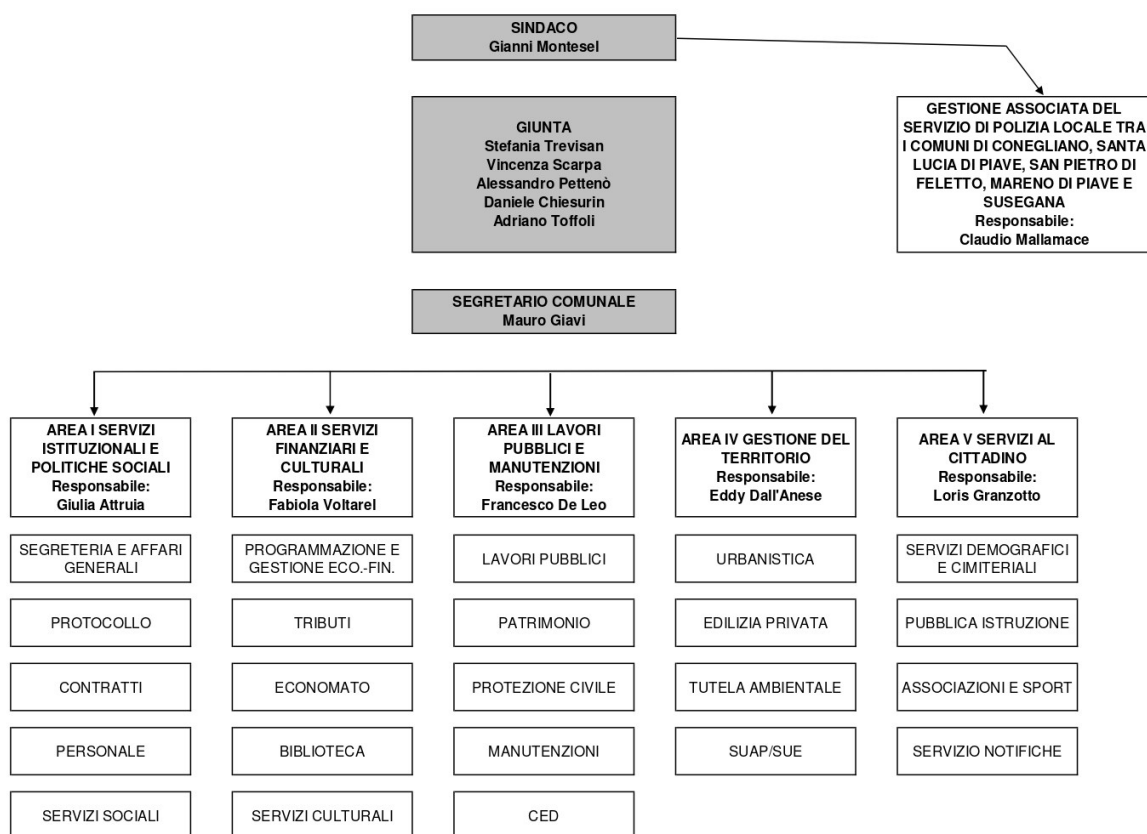 SINDACO
Gianni Montesel
GIUNTA
Stefania Trevisan
Vincenza Scarpa
Alessandro Pettenò
Daniele Chiesurin
Adriano Toffoli
GESTIONE ASSOCIATA DEL
SERVIZIO DI POLIZIA LOCALE TRA
I COMUNI DI CONEGLIANO, SANTA
LUCIA DI PIAVE, SAN PIETRO DI
FELETTO, MARENO DI PIAVE E
SUSEGANA
Responsabile:
Claudio Mallamace
SEGRETARIO COMUNALE
Mauro Giavi
AREA I SERVIZI
ISTITUZIONALI E
POLITICHE SOCIALI
Responsabile:
Giulia Attruia
SEGRETERIA E AFFARI
GENERALI
PROTOCOLLO
CONTRATTI
PERSONALE
SERVIZI SOCIALI
AREA II SERVIZI
FINANZIARI E
CULTURALI
Responsabile:
Fabiola Voltarel
PROGRAMMAZIONE E
GESTIONE ECO.-FIN.
TRIBUTI
ECONOMATO
BIBLIOTECA
SERVIZI CULTURALI
AREA III LAVORI
PUBBLICI E
MANUTENZIONI
Responsabile:
Francesco De Leo
LAVORI PUBBLICI
PATRIMONIO
PROTEZIONE CIVILE
MANUTENZIONI
CED
AREA IV GESTIONE DEL
TERRITORIO
Responsabile:
Eddy Dall'Anese
URBANISTICA
EDILIZIA PRIVATA
TUTELA AMBIENTALE
SUAP/SUE
AREA V SERVIZI AL
CITTADINO
Responsabile:
Loris Granzotto
SERVIZI DEMOGRAFICI
E CIMITERIALI
PUBBLICA ISTRUZIONE
ASSOCIAZIONI E SPORT
SERVIZIO NOTIFICHE